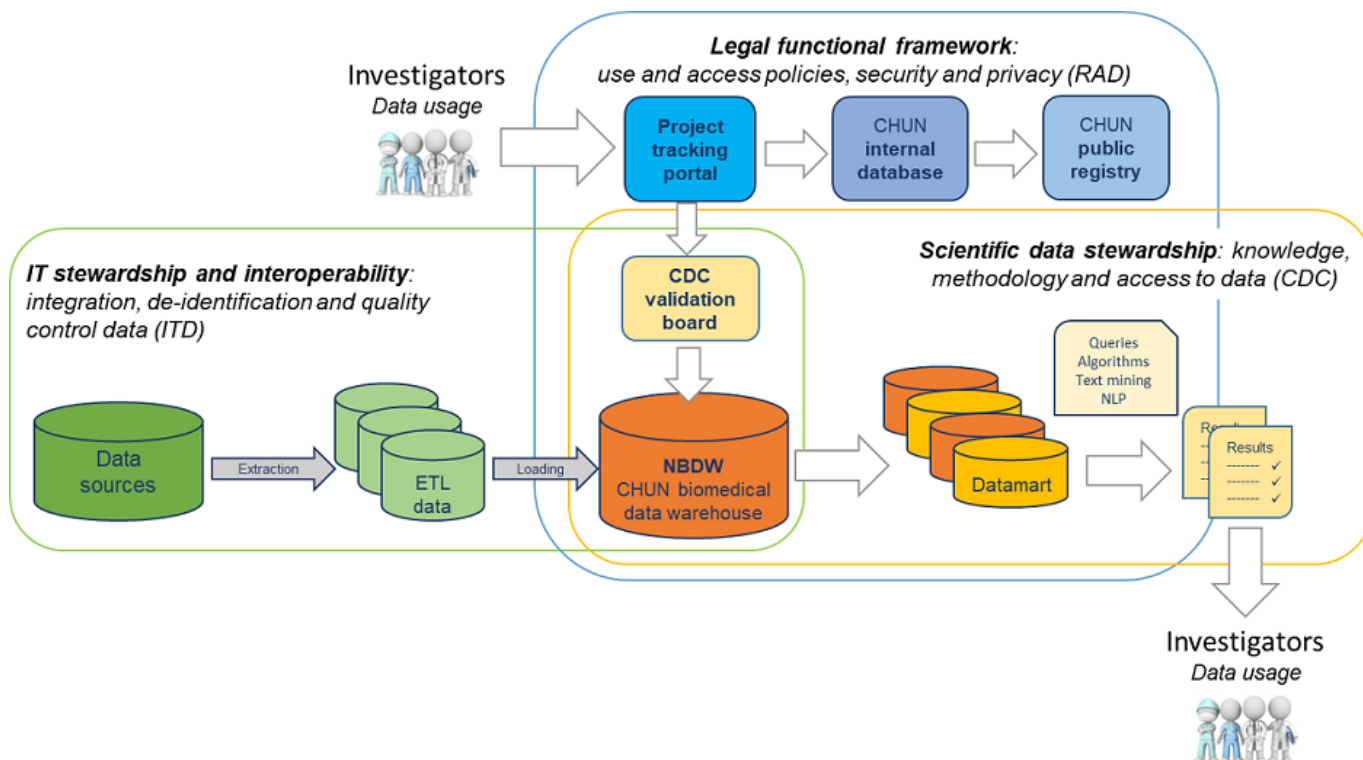 Legal functional framework:
use and access policies, security and privacy (RAD)
Investigators
Data usage
Project
tracking
portal
CHUN
internal
database
CHUN
public
registry
IT stewardship and interoperability:
integration, de-identification and quality
control data (ITD)
CDC
validation
board
Scientific data stewardship: knowledge,
methodology and access to data (CDC)
Queries
Algorithms
Text mining
NLP
Data
sources
Extraction
ETL
data
Loading
NBDW
CHUN biomedical
data warehouse
Datamart
Results
Investigators
Data usage